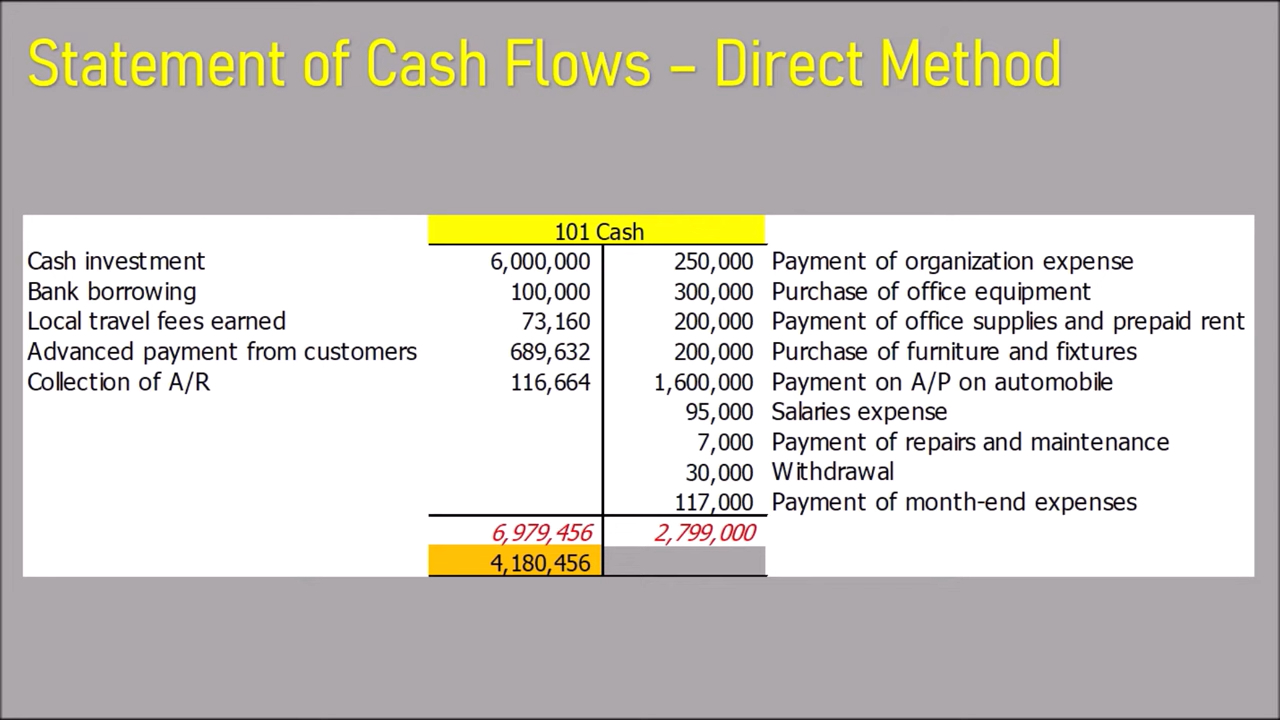 Statement of Cash Flows – Direct Method
101 Cash
Cash investment 6,000,000 250,000 Payment of organization expense
Bank borrowing 100,000 300,000 Purchase of office equipment
Local travel fees earned 73,160 200,000 Payment of office supplies and prepaid rent
Advanced payment from customers 689,632 200,000 Purchase of furniture and fixtures
Collection of A/R 116,664 1,600,000 Payment on A/P on automobile
95,000 Salaries expense
7,000 Payment of repairs and maintenance
30,000 Withdrawal
117,000 Payment of month-end expenses
6,979,456 2,799,000
4,180,456